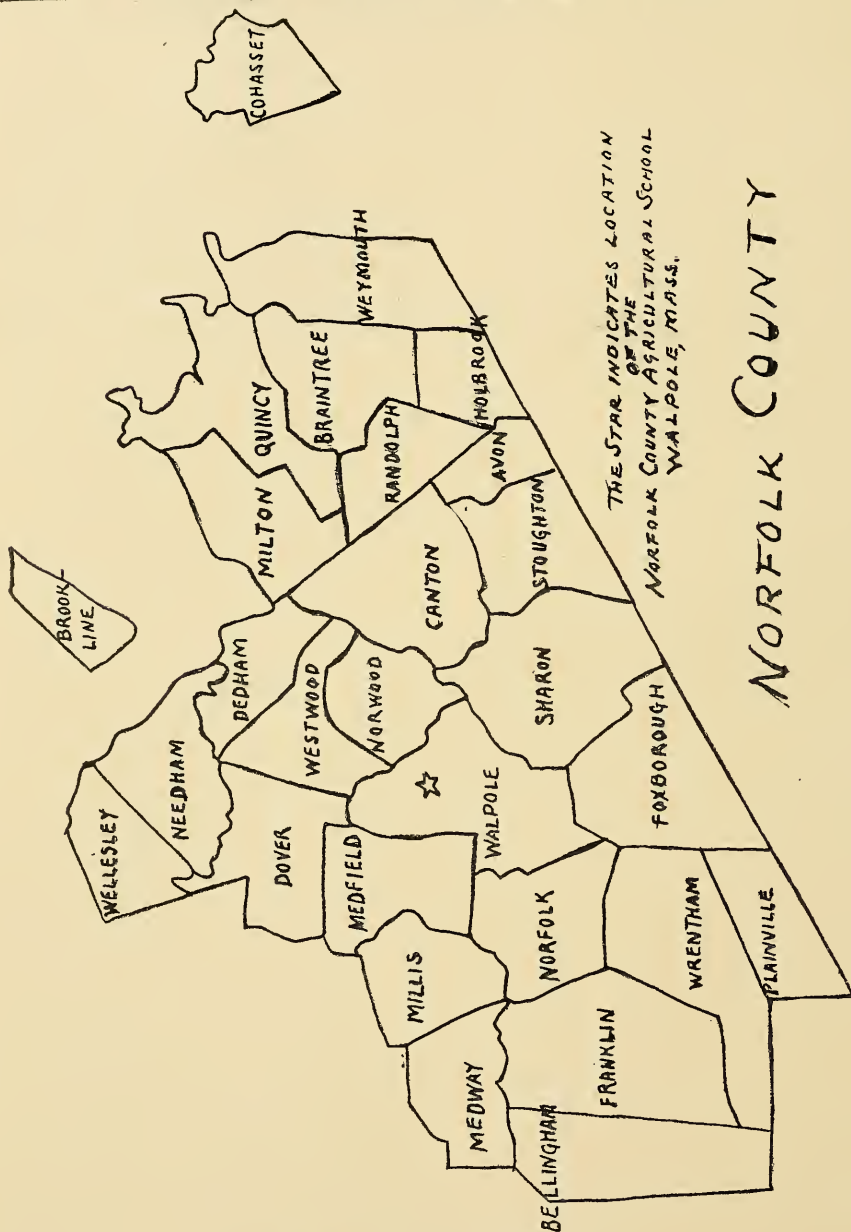 COHASSET
BROOK-
LINE
WEYMOUTH
QUINCY
BRAINTREE
HOLBROOK
MILTON
RANDOLPH
AVON
CANTON
STOUGHTON
DEDHAM
WESTWOOD
NORWOOD
SHARON
NEEDHAM
WELLESLEY
DOVER
WALPOLE
FOXBOROUGH
MEDFIELD
NORFOLK
WRENTHAM
PLAINVILLE
MILLIS
MEDWAY
FRANKLIN
BELLINGHAM
THE STAR INDICATES LOCATION
OF THE
NORFOLK COUNTY AGRICULTURAL SCHOOL
WALPOLE, MASS.
NORFOLK COUNTY